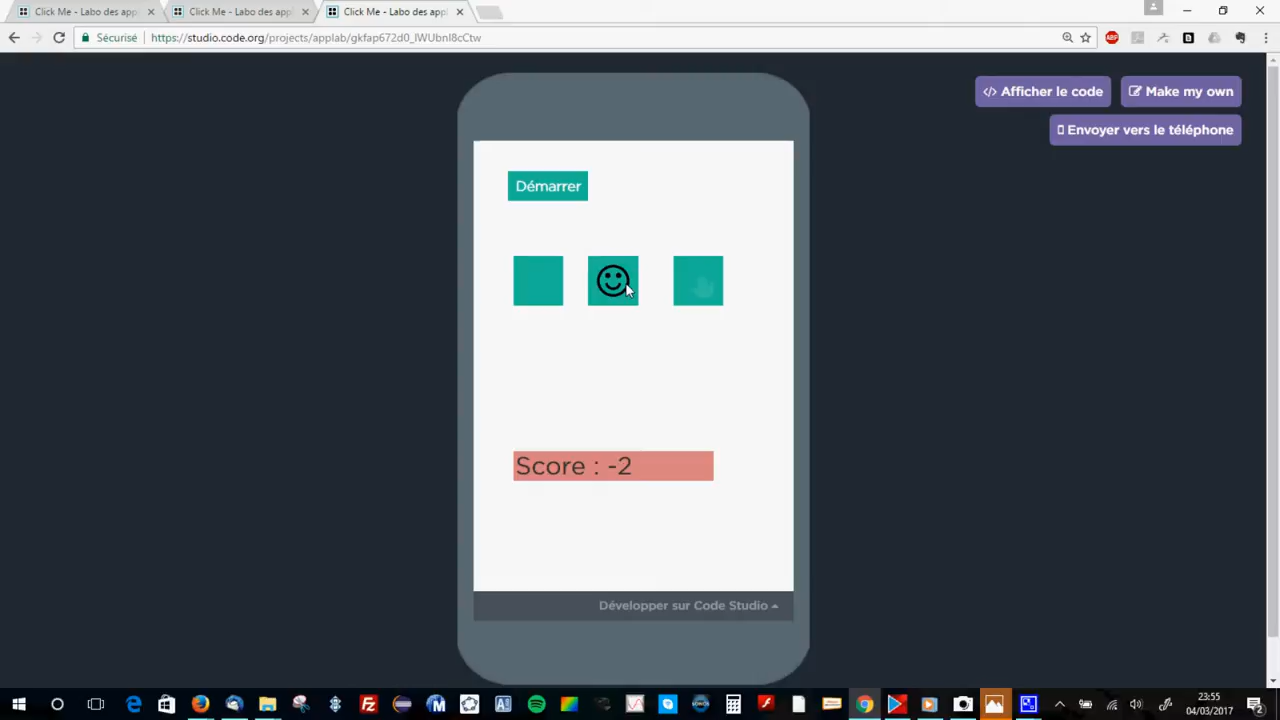 Click Me - Labo des app
Click Me - Labo des app
Click Me - Labo des app
Sécurisé
https://studio.code.org/projects/applab/gkfap672d0_IWUbnI8cCtw
ABP
</> Afficher le code
Make my own
Envoyer vers le téléphone
Démarrer
Score : -2
Développer sur Code Studio
23:55
04/03/2017